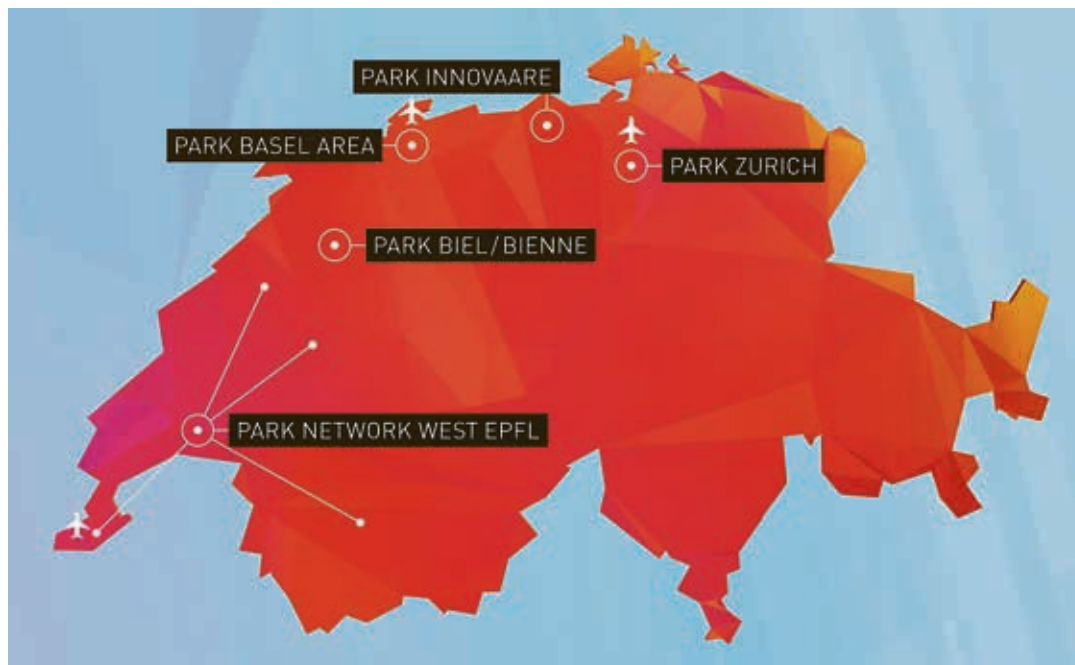 PARK INNOVAARE
PARK BASEL AREA
PARK ZURICH
PARK BIEL/BIENNE
PARK NETWORK WEST EPFL